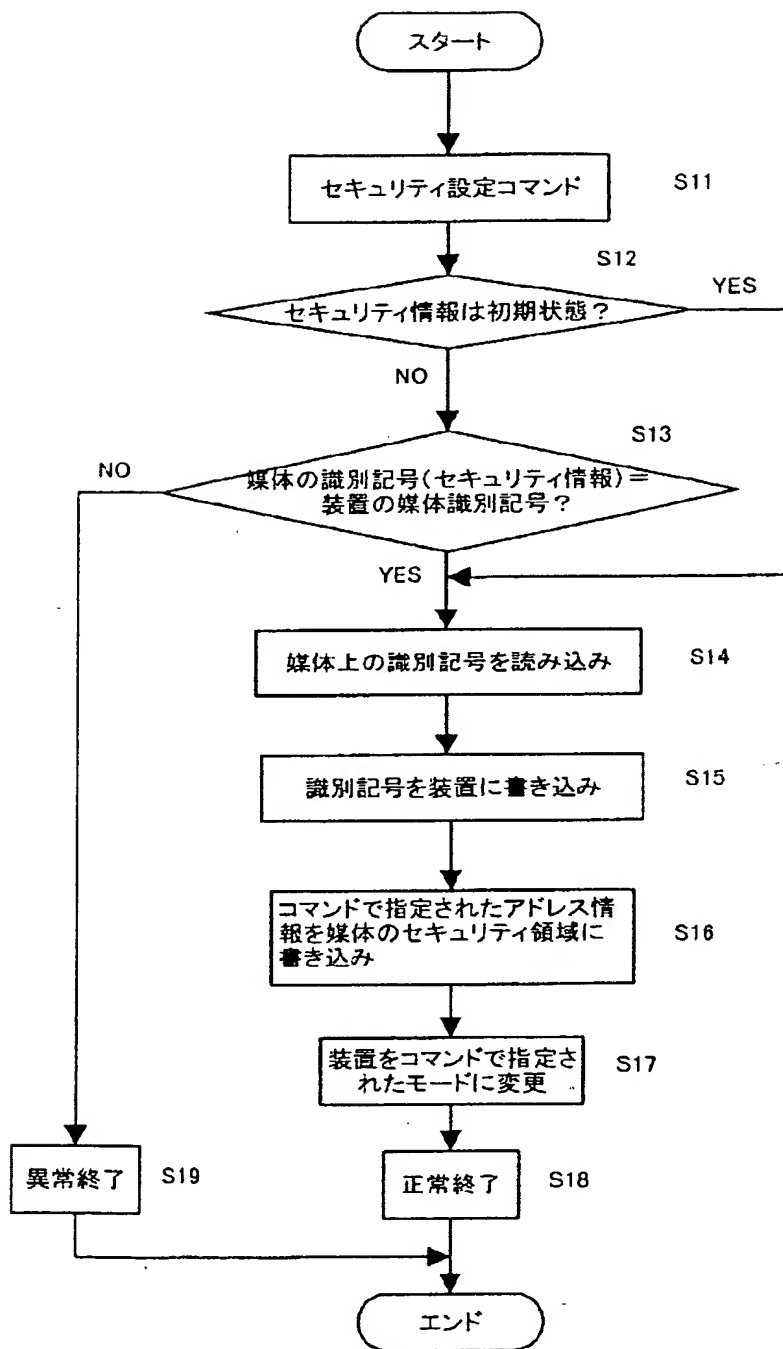 スタート
セキュリティ設定コマンド
S11
S12
セキュリティ情報は初期状態?
YES
NO
S13
NO
媒体の識別記号(セキュリティ情報)=
装置の媒体識別記号?
YES
媒体上の識別記号を読み込み
S14
識別記号を装置に書き込み
S15
コマンドで指定されたアドレス情
報を媒体のセキュリティ領域に
書き込み
S16
装置をコマンドで指定さ
れたモードに変更
S17
異常終了
S19
正常終了
S18
エンド